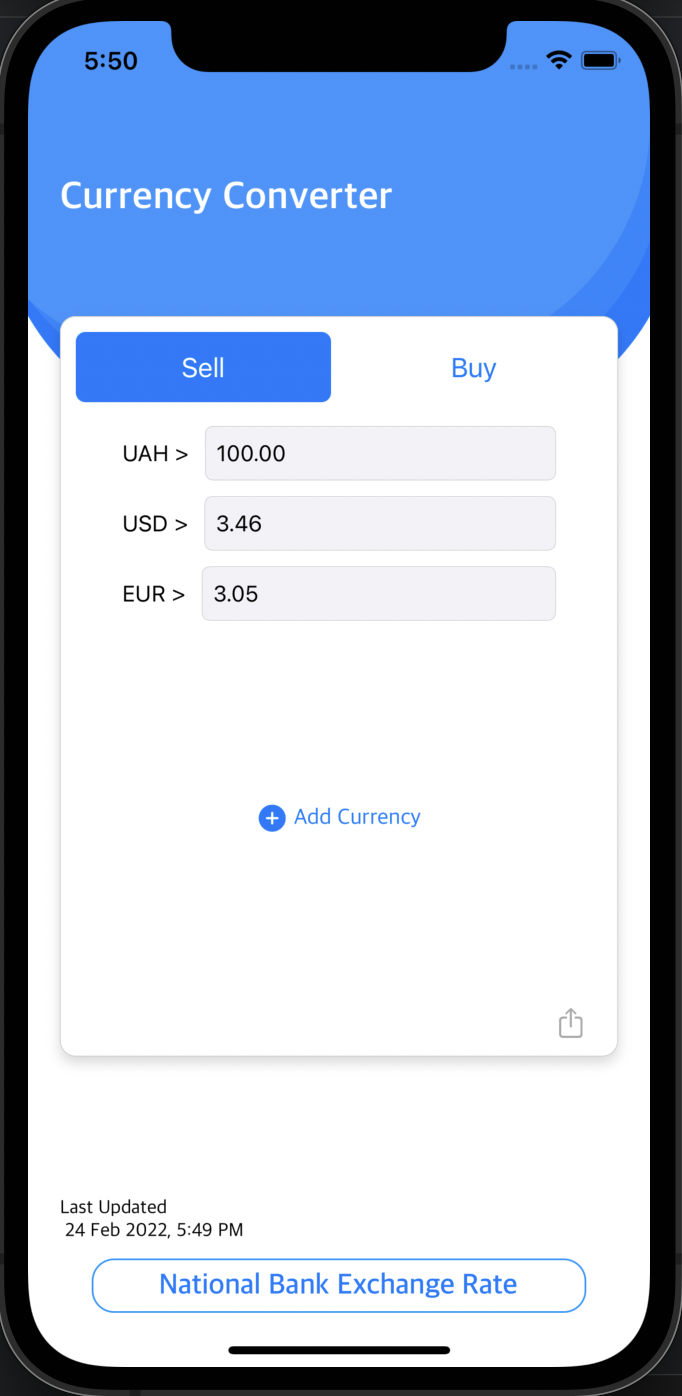 5:50
Currency Converter
Sell Buy
UAH > 100.00
USD > 3.46
EUR > 3.05
Add Currency
Last Updated
24 Feb 2022, 5:49 PM
National Bank Exchange Rate